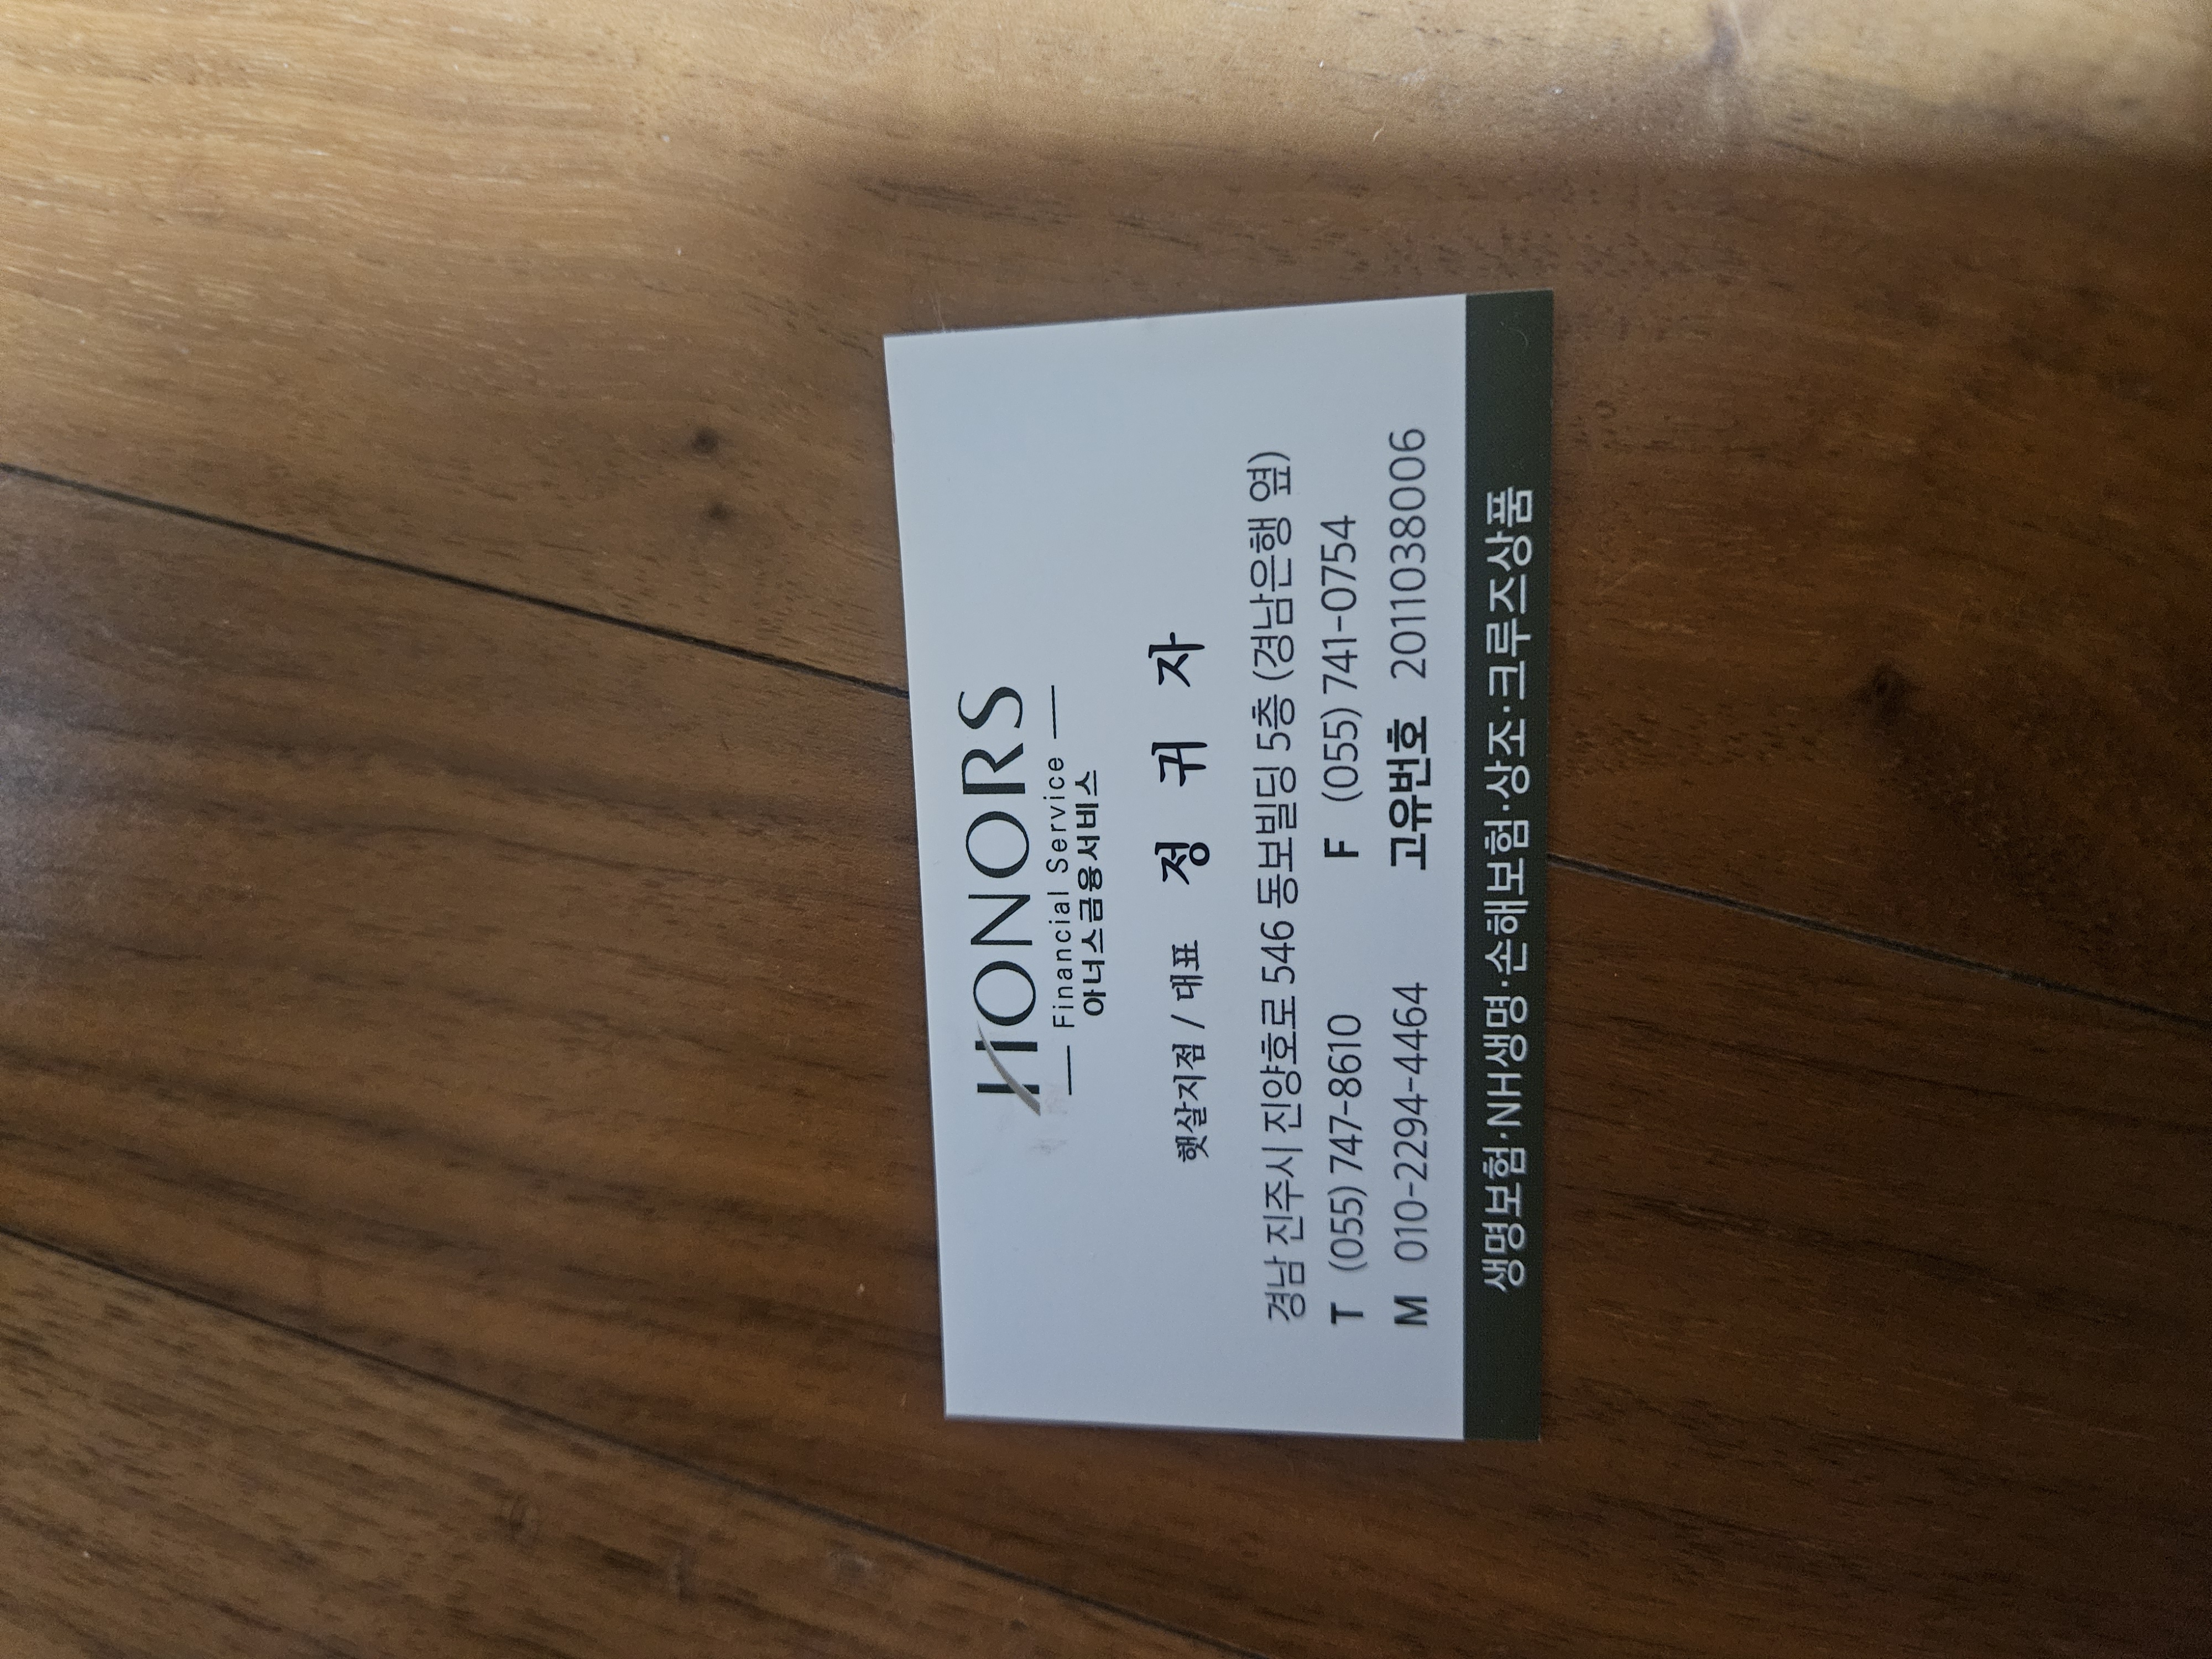 HONORS
Financial Service
아너스금융서비스
햇살지점 / 대표 정 귀 자
경남 진주시 진양호로 546 동보빌딩 5층 (경남은행 옆)
T (055) 747-8610 F (055) 741-0754
M 010-2294-4464 고유번호 2011038006
생명보험·NH생명·손해보험·상조·크루즈상품